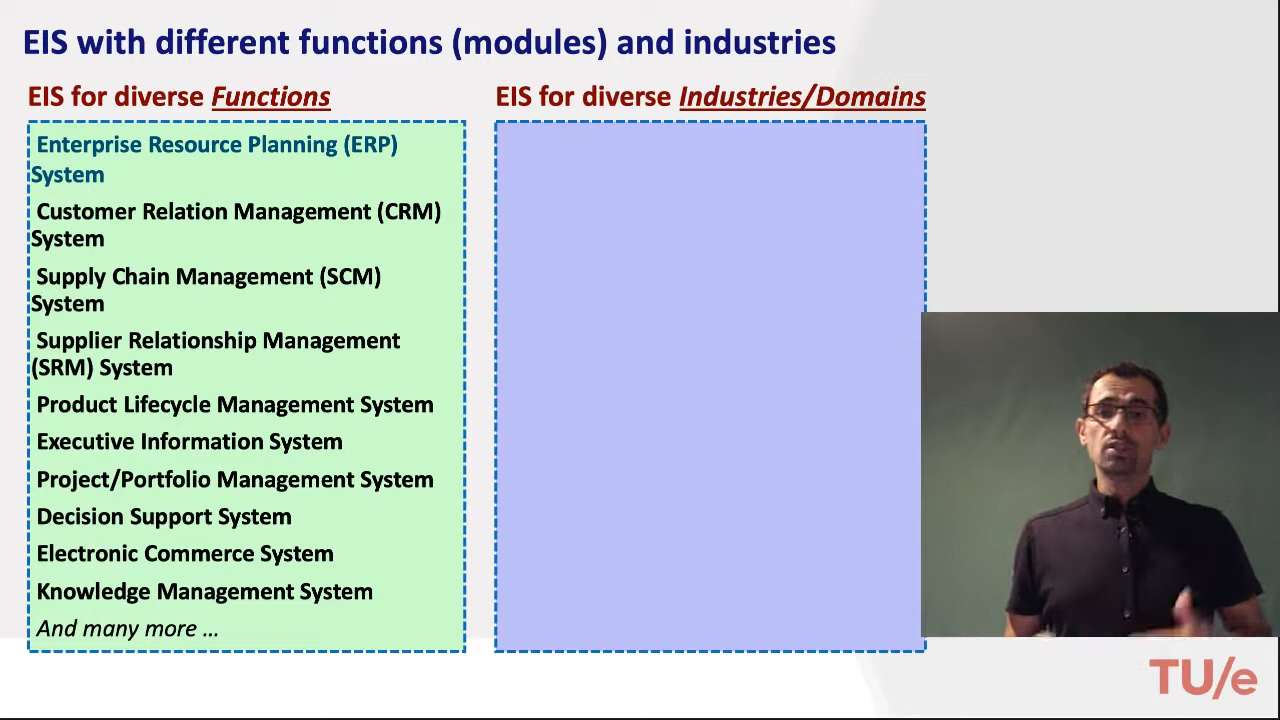 EIS with different functions (modules) and industries
EIS for diverse Functions
Enterprise Resource Planning (ERP)
System
Customer Relation Management (CRM)
System
Supply Chain Management (SCM)
System
Supplier Relationship Management
(SRM) System
Product Lifecycle Management System
Executive Information System
Project/Portfolio Management System
Decision Support System
Electronic Commerce System
Knowledge Management System
And many more …
EIS for diverse Industries/Domains
TU/e